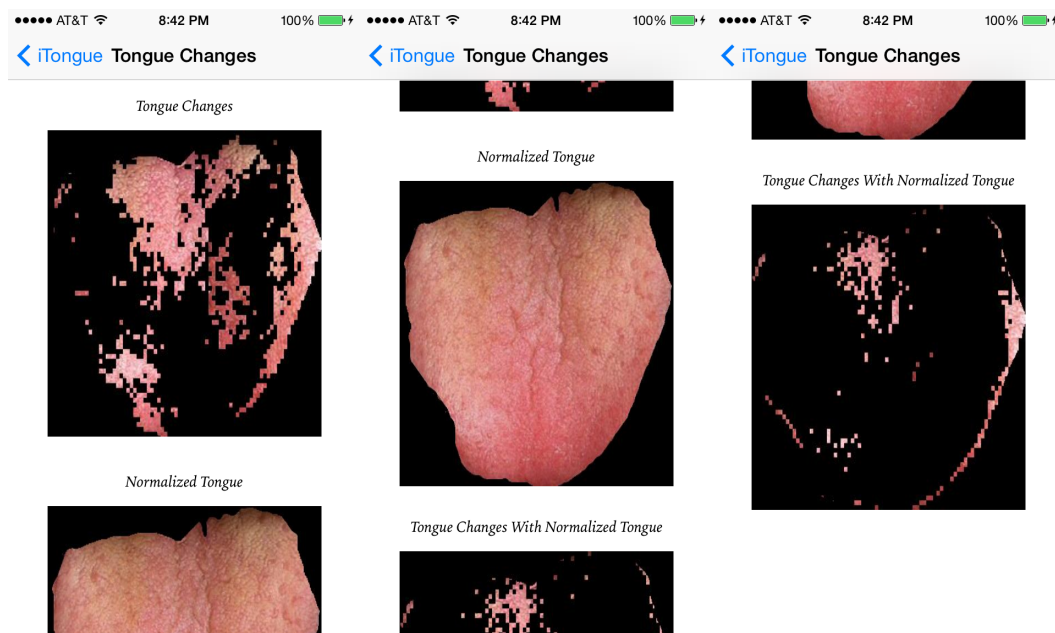 AT&T 8:42 PM 100%
iTongue Tongue Changes
Tongue Changes
Normalized Tongue
AT&T 8:42 PM 100%
iTongue Tongue Changes
Normalized Tongue
Tongue Changes With Normalized Tongue
AT&T 8:42 PM 100%
iTongue Tongue Changes
Tongue Changes With Normalized Tongue